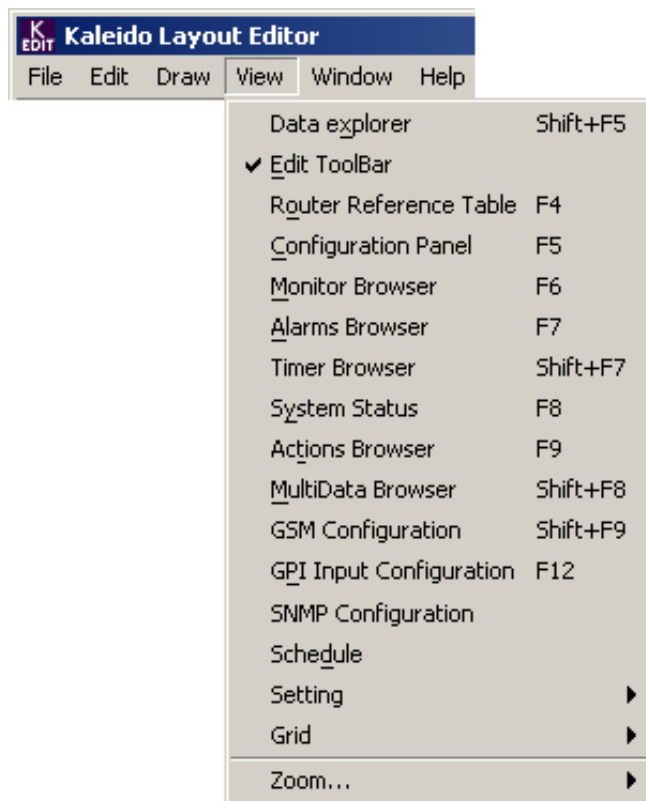 K EDIT Kaleido Layout Editor
File Edit Draw View Window Help
Data explorer Shift+F5
Edit ToolBar
Router Reference Table F4
Configuration Panel F5
Monitor Browser F6
Alarms Browser F7
Timer Browser Shift+F7
System Status F8
Actions Browser F9
MultiData Browser Shift+F8
GSM Configuration Shift+F9
GPI Input Configuration F12
SNMP Configuration
Schedule
Setting
Grid
Zoom...